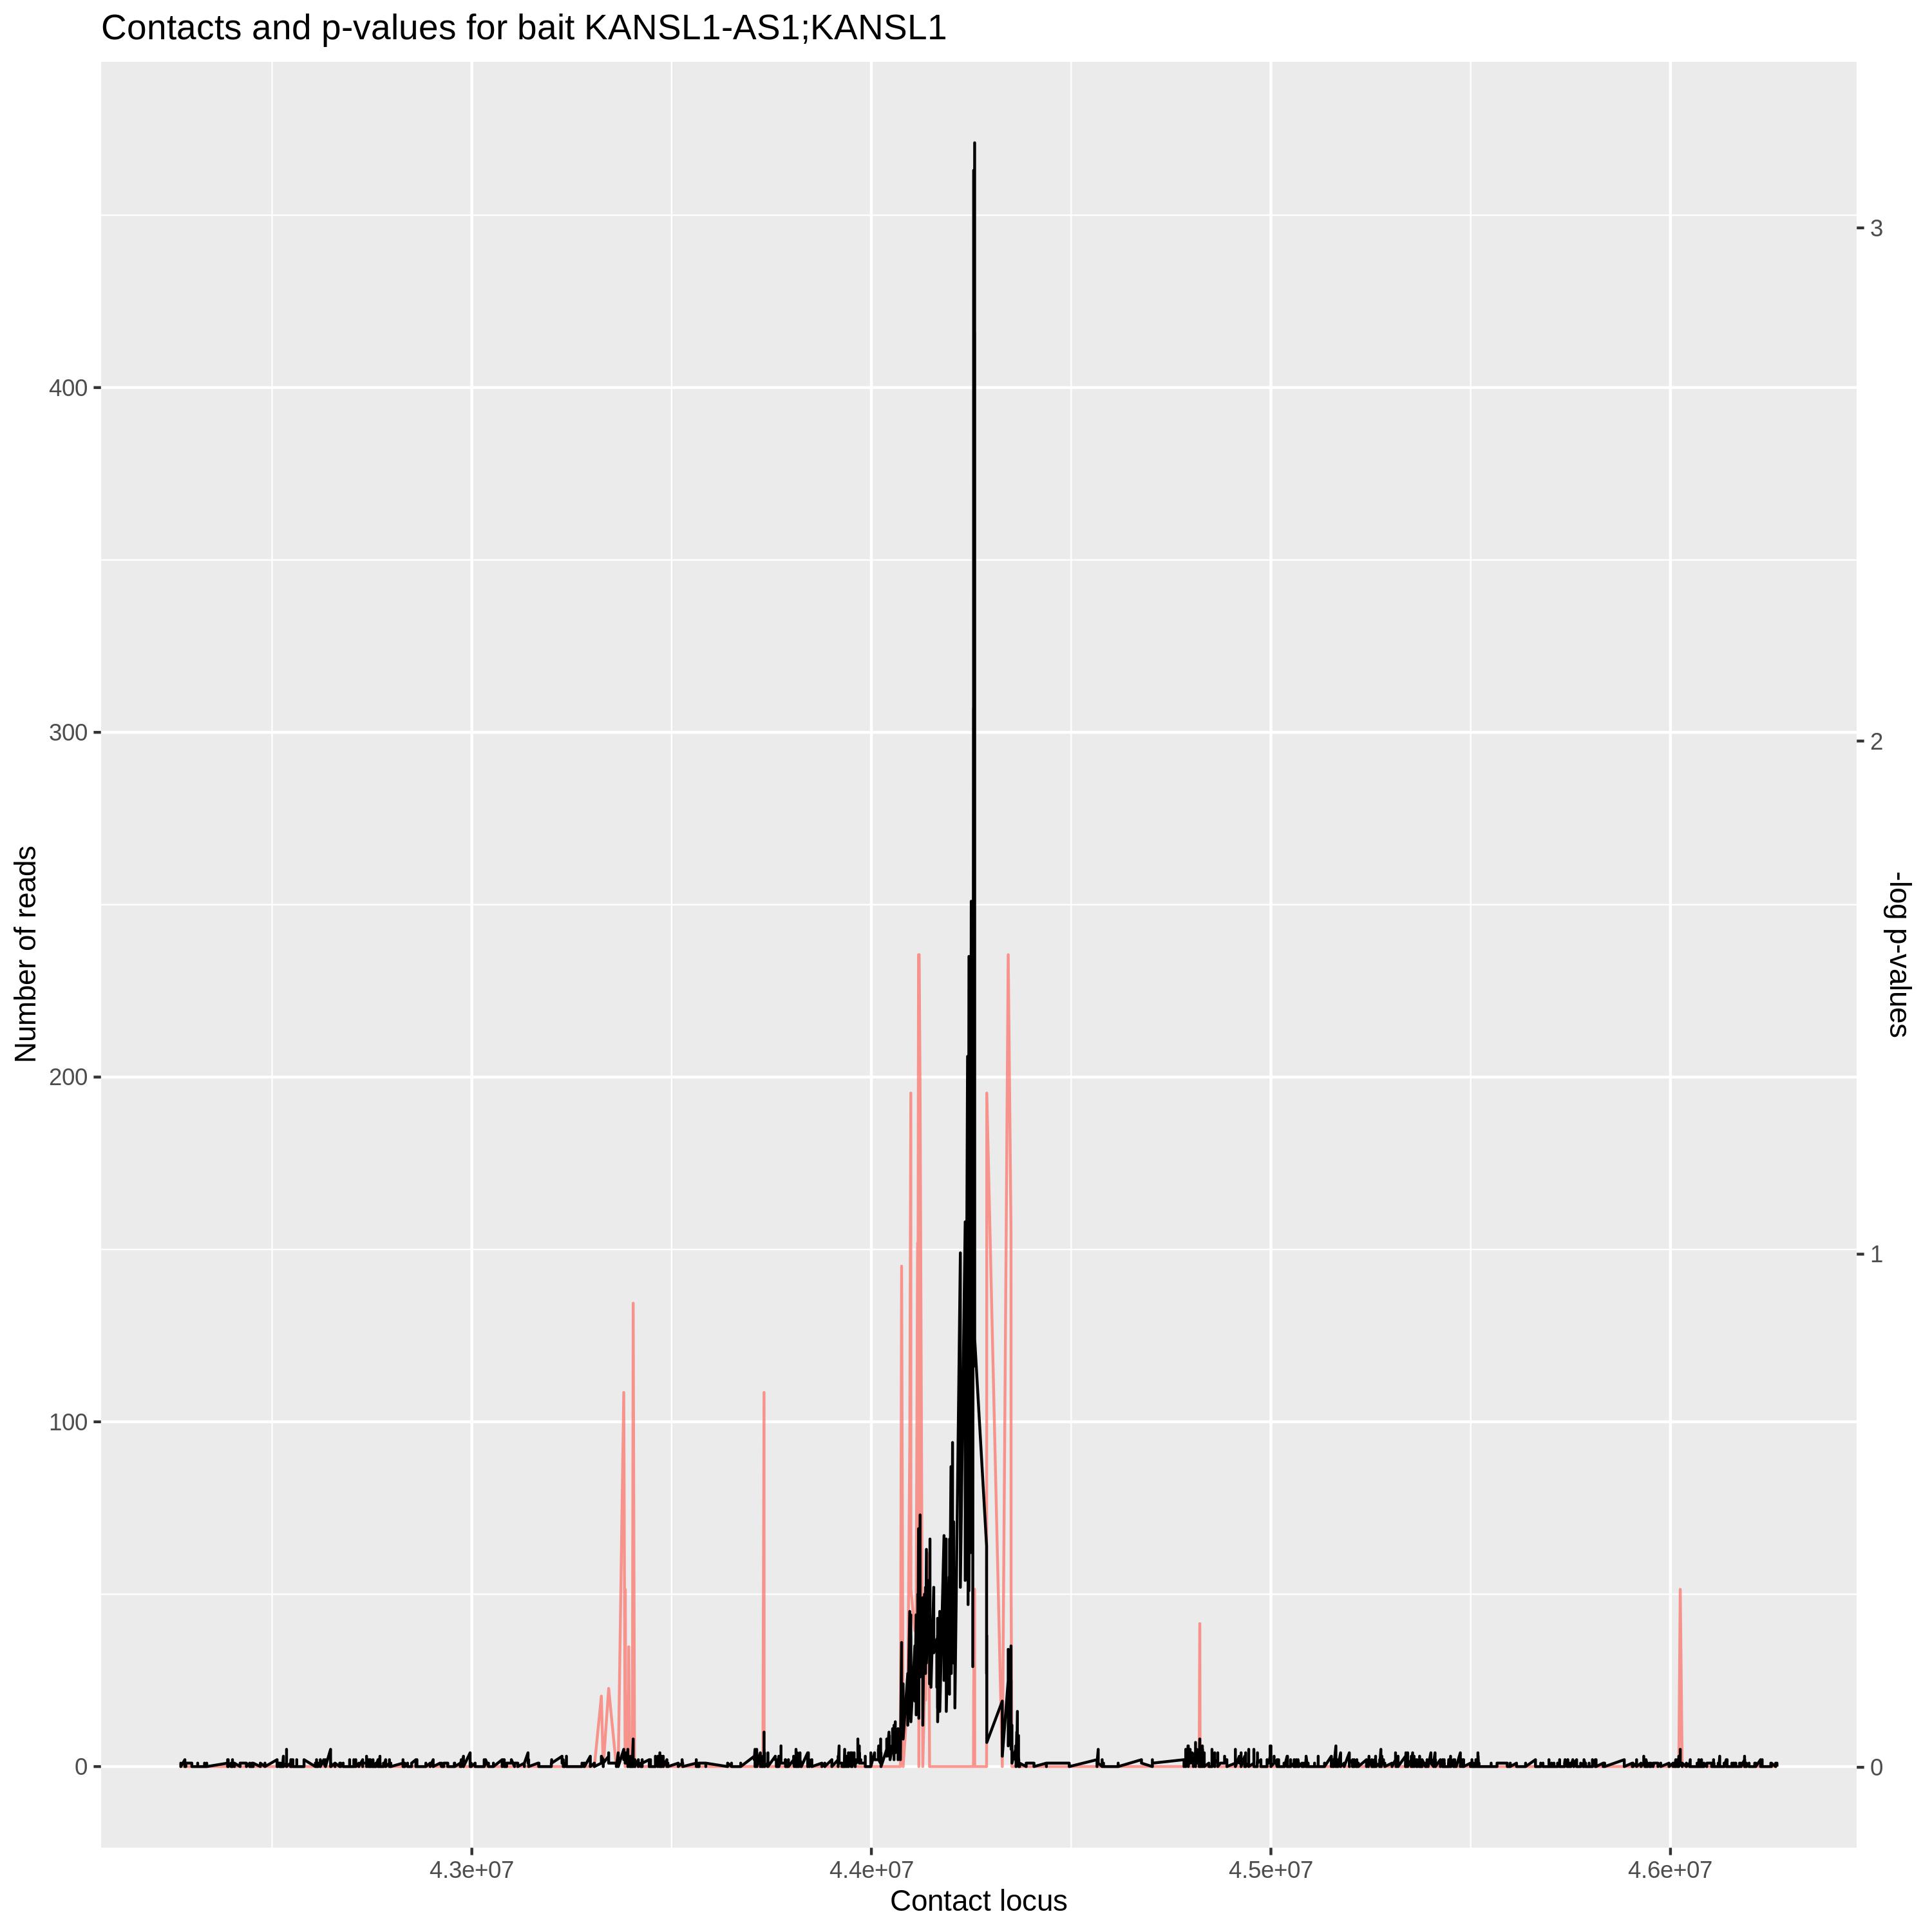 Contacts and p-values for bait KANSL1-AS1;KANSL1
Number of reads
400
300
200
100
0
3
2
1
0
-log p-values
4.3e+07
4.4e+07
4.5e+07
4.6e+07
Contact locus